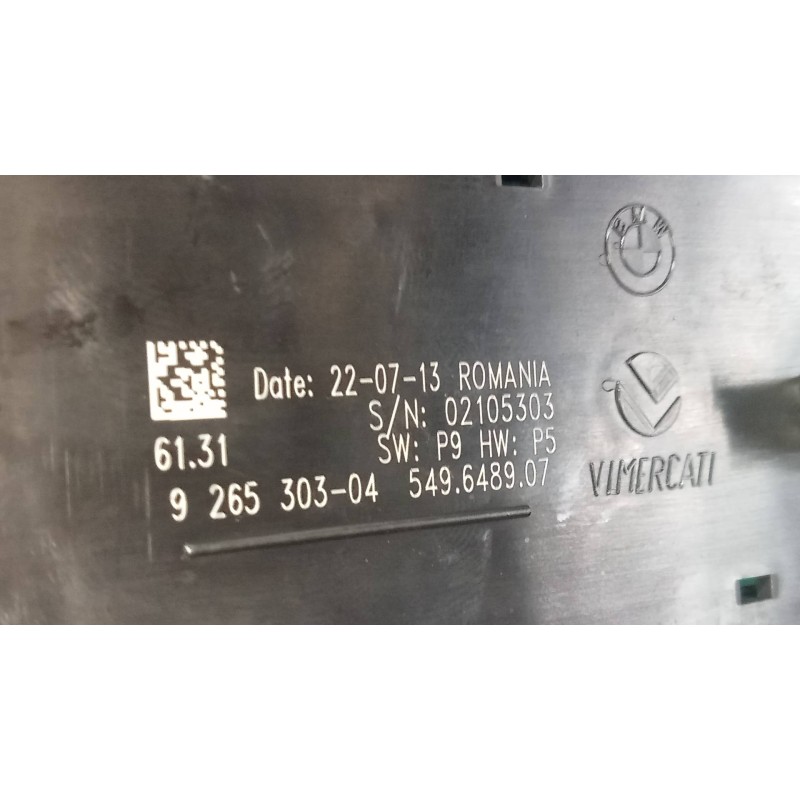 BMW
Date: 22-07-13 ROMANIA
S/N: 02105303
61.31 SW: P9 HW: P5
9 265 303-04 549.6489.07
VIMERCATI